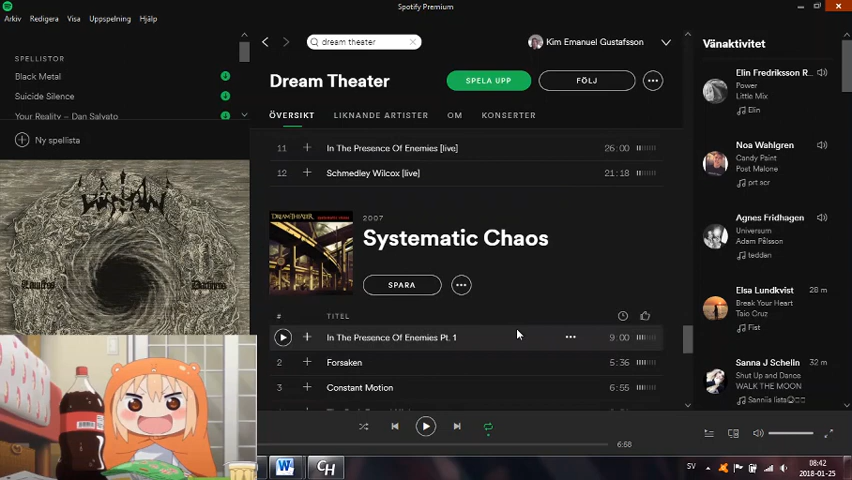 Spotify Premium
Arkiv Redigera Visa Uppspelning Hjälp
SPELLISTOR
Black Metal
Suicide Silence
Your Reality – Dan Salvato
Ny spellista
dream theater
Kim Emanuel Gustafsson
Dream Theater
SPELA UPP
FÖLJ
ÖVERSIKT LIKNANDE ARTISTER OM KONSERTER
11 In The Presence Of Enemies [live] 26:00
12 Schmedley Wilcox [live] 21:18
DREAM THEATER
2007
Systematic Chaos
SPARA
# TITEL
In The Presence Of Enemies Pt. 1 9:00
2 Forsaken 5:36
3 Constant Motion 6:55
6:58
Vänaktivitet
Elin Fredriksson R...
Power
Little Mix
Elin
Noa Wahlgren
Candy Paint
Post Malone
prt scr
Agnes Fridhagen
Universum
Adam Pålsson
teddan
Elsa Lundkvist 28 m
Break Your Heart
Taio Cruz
Fist
Sanna J Schelin 32 m
Shut Up and Dance
WALK THE MOON
Sanniis lista
SV
08:42
2018-01-25